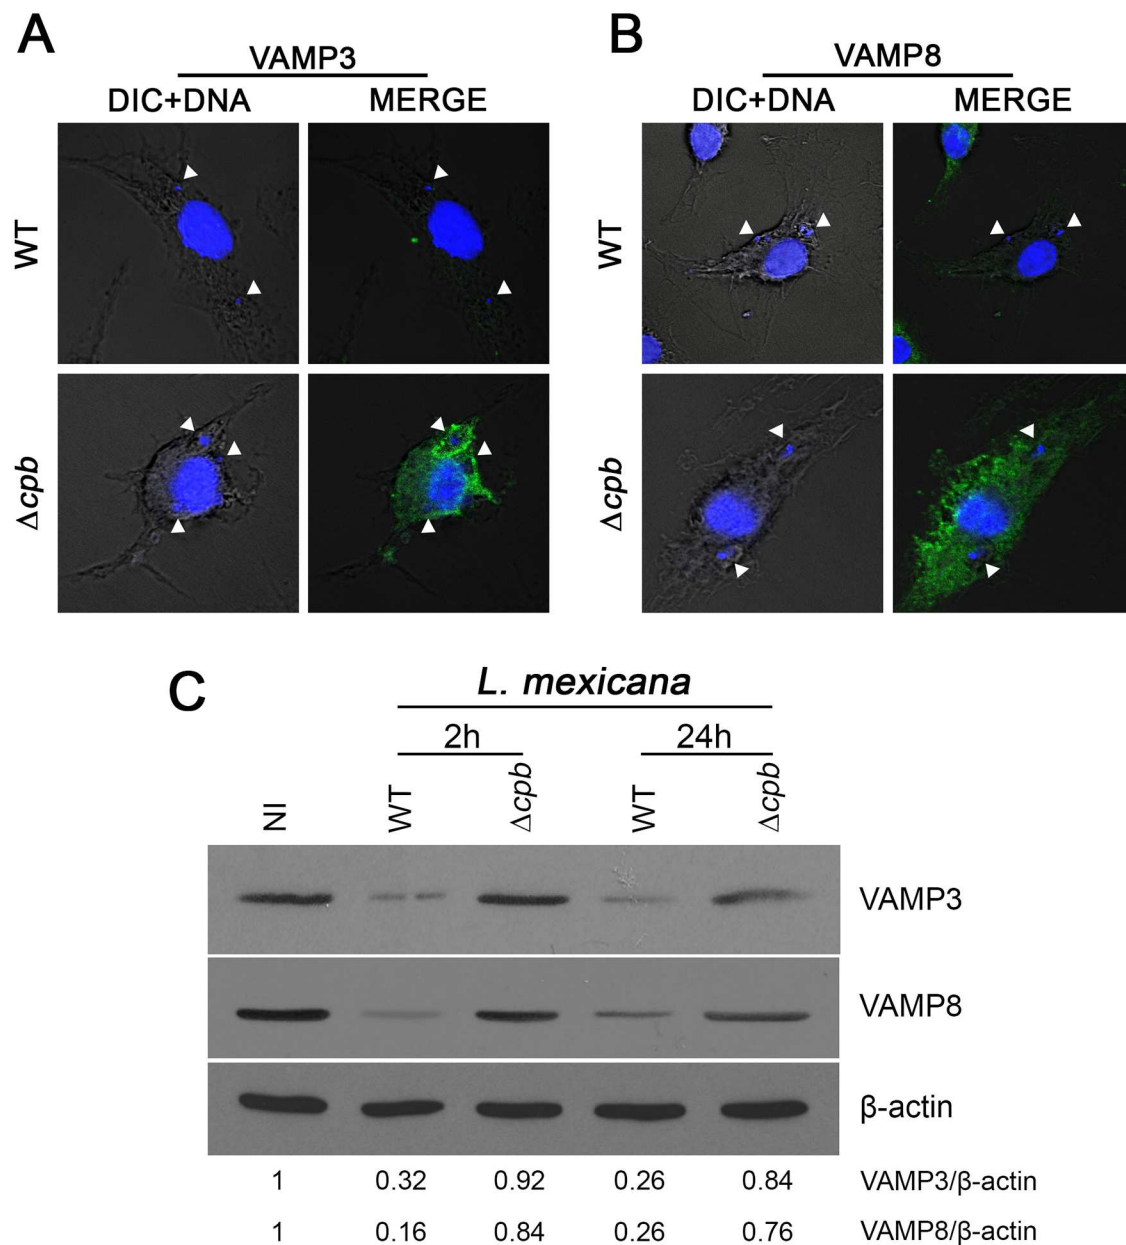 A
VAMP3
DIC+DNA MERGE
WT
Δcpb
B
VAMP8
DIC+DNA MERGE
WT
Δcpb
C
L. mexicana
2h 24h
NI WT Δcpb WT Δcpb
VAMP3
VAMP8
β-actin
1 0.32 0.92 0.26 0.84 VAMP3/β-actin
1 0.16 0.84 0.26 0.76 VAMP8/β-actin